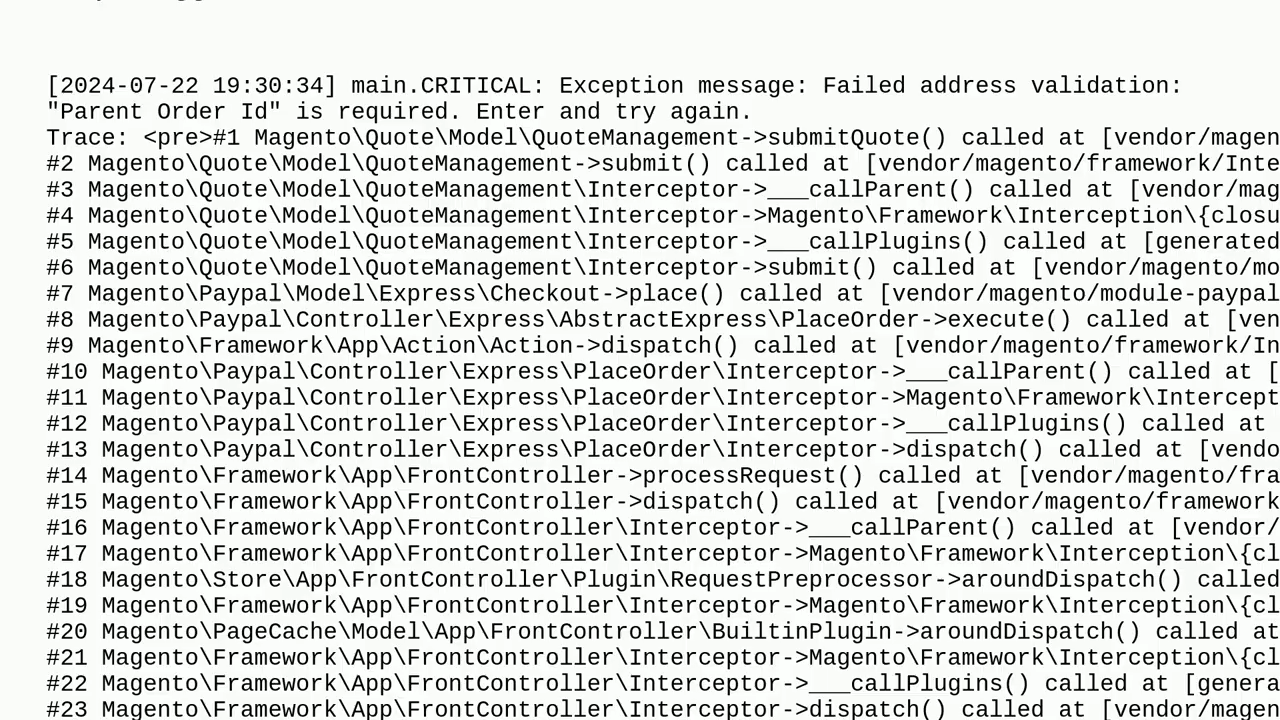 [2024-07-22 19:30:34] main.CRITICAL: Exception message: Failed address validation:
"Parent Order Id" is required. Enter and try again.
Trace: <pre>#1 Magento\Quote\Model\QuoteManagement->submitQuote() called at [vendor/magen
#2 Magento\Quote\Model\QuoteManagement->submit() called at [vendor/magento/framework/Inte
#3 Magento\Quote\Model\QuoteManagement\Interceptor->___callParent() called at [vendor/mag
#4 Magento\Quote\Model\QuoteManagement\Interceptor->Magento\Framework\Interception\{closu
#5 Magento\Quote\Model\QuoteManagement\Interceptor->___callPlugins() called at [generated
#6 Magento\Quote\Model\QuoteManagement\Interceptor->submit() called at [vendor/magento/mo
#7 Magento\Paypal\Model\Express\Checkout->place() called at [vendor/magento/module-paypal
#8 Magento\Paypal\Controller\Express\AbstractExpress\PlaceOrder->execute() called at [ven
#9 Magento\Framework\App\Action\Action->dispatch() called at [vendor/magento/framework/In
#10 Magento\Paypal\Controller\Express\PlaceOrder\Interceptor->___callParent() called at [
#11 Magento\Paypal\Controller\Express\PlaceOrder\Interceptor->Magento\Framework\Intercept
#12 Magento\Paypal\Controller\Express\PlaceOrder\Interceptor->___callPlugins() called at
#13 Magento\Paypal\Controller\Express\PlaceOrder\Interceptor->dispatch() called at [vendo
#14 Magento\Framework\App\FrontController->processRequest() called at [vendor/magento/fra
#15 Magento\Framework\App\FrontController->dispatch() called at [vendor/magento/framework
#16 Magento\Framework\App\FrontController\Interceptor->___callParent() called at [vendor/
#17 Magento\Framework\App\FrontController\Interceptor->Magento\Framework\Interception\{cl
#18 Magento\Store\App\FrontController\Plugin\RequestPreprocessor->aroundDispatch() called
#19 Magento\Framework\App\FrontController\Interceptor->Magento\Framework\Interception\{cl
#20 Magento\PageCache\Model\App\FrontController\BuiltinPlugin->aroundDispatch() called at
#21 Magento\Framework\App\FrontController\Interceptor->Magento\Framework\Interception\{cl
#22 Magento\Framework\App\FrontController\Interceptor->___callPlugins() called at [genera
#23 Magento\Framework\App\FrontController\Interceptor->dispatch() called at [vendor/magen